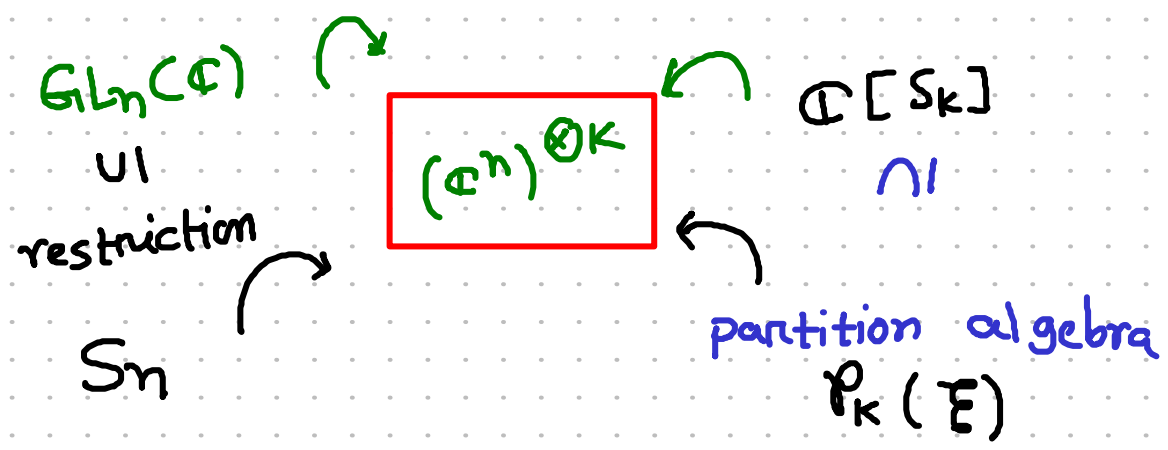 GLn(ℂ)
∪|
restriction
Sn
(ℂⁿ)^⊗K
ℂ[SK]
∩|
partition algebra
PK(ξ)